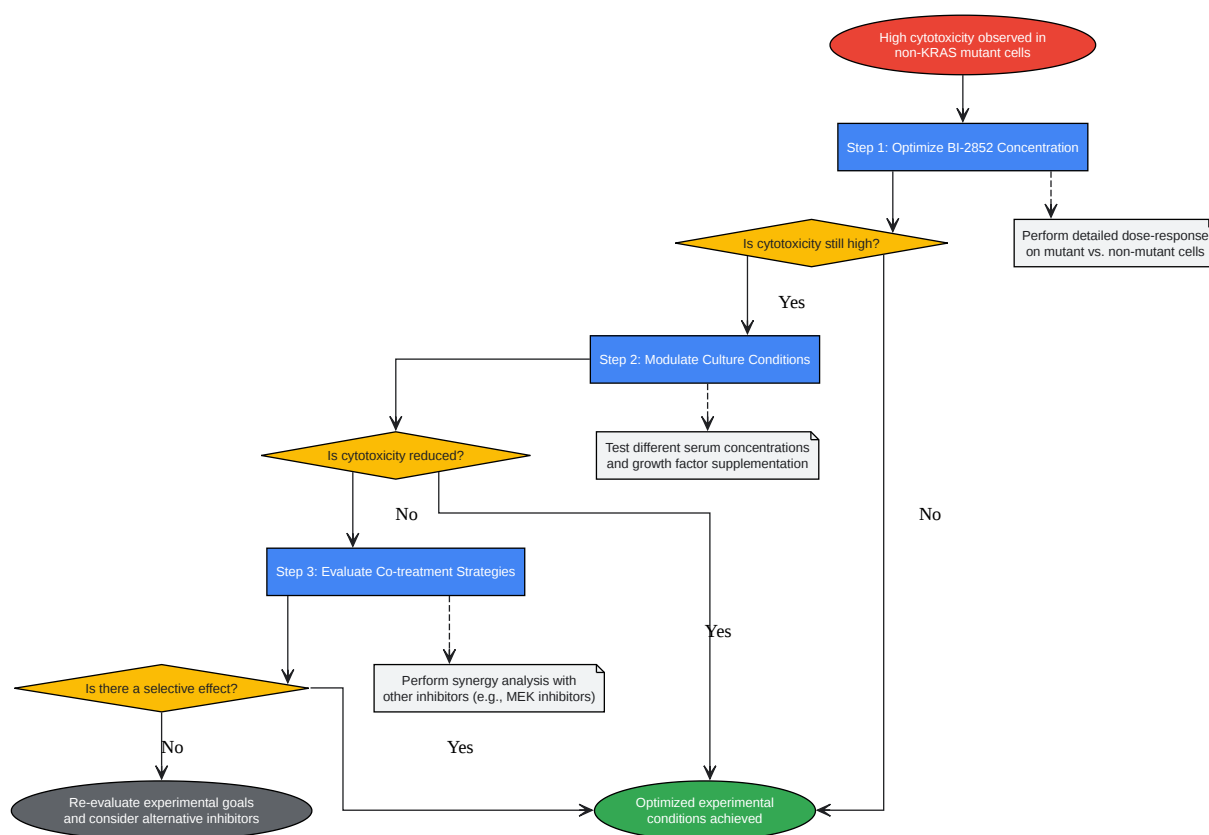 High cytotoxicity observed in
non-KRAS mutant cells
Step 1: Optimize BI-2852 Concentration
Perform detailed dose-response
on mutant vs. non-mutant cells
Is cytotoxicity still high?
Yes
Step 2: Modulate Culture Conditions
Test different serum concentrations
and growth factor supplementation
Is cytotoxicity reduced?
No
No
Step 3: Evaluate Co-treatment Strategies
Yes
Perform synergy analysis with
other inhibitors (e.g., MEK inhibitors)
Is there a selective effect?
No
Yes
Re-evaluate experimental goals
and consider alternative inhibitors
Optimized experimental
conditions achieved